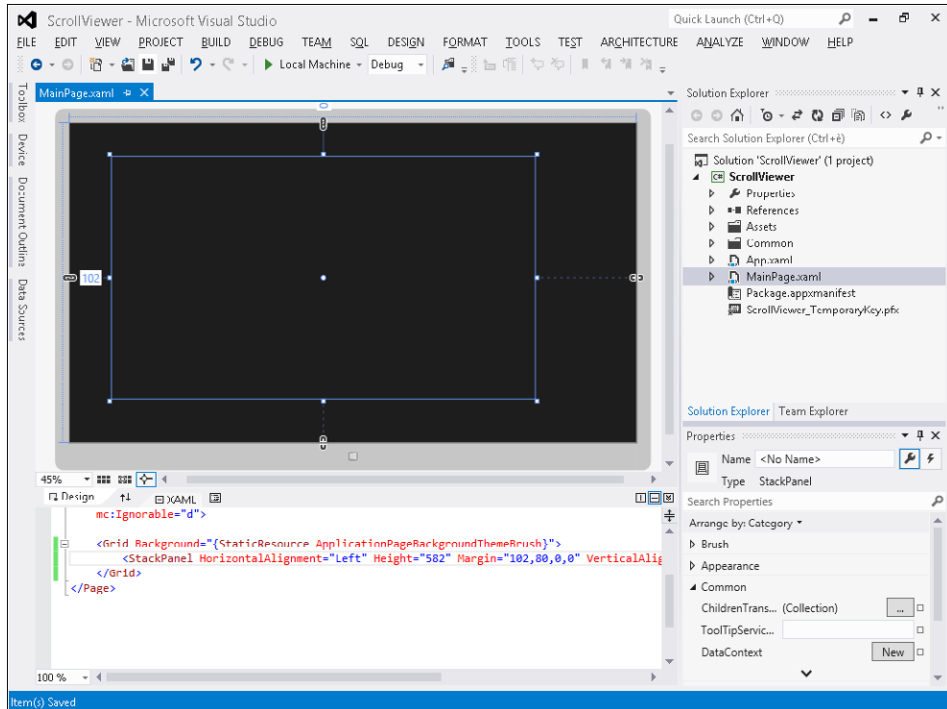 ScrollViewer - Microsoft Visual Studio
Quick Launch (Ctrl+Q)
FILE EDIT VIEW PROJECT BUILD DEBUG TEAM SQL DESIGN FORMAT TOOLS TEST ARCHITECTURE ANALYZE WINDOW HELP
Local Machine Debug
Toolbox
Device
Document Outline
Data Sources
MainPage.xaml
0
102
45%
Design
XAML
mc:Ignorable="d">
<Grid Background="{StaticResource ApplicationPageBackgroundThemeBrush}">
<StackPanel HorizontalAlignment="Left" Height="582" Margin="102,80,0,0" VerticalAlig
</Grid>
</Page>
100 %
Solution Explorer
Search Solution Explorer (Ctrl+è)
Solution 'ScrollViewer' (1 project)
C# ScrollViewer
Properties
References
Assets
Common
App.xaml
MainPage.xaml
Package.appxmanifest
ScrollViewer_TemporaryKey.pfx
Solution Explorer Team Explorer
Properties
Name <No Name>
Type StackPanel
Search Properties
Arrange by: Category
Brush
Appearance
Common
ChildrenTrans... (Collection) ...
ToolTipServic...
DataContext New
Item(s) Saved